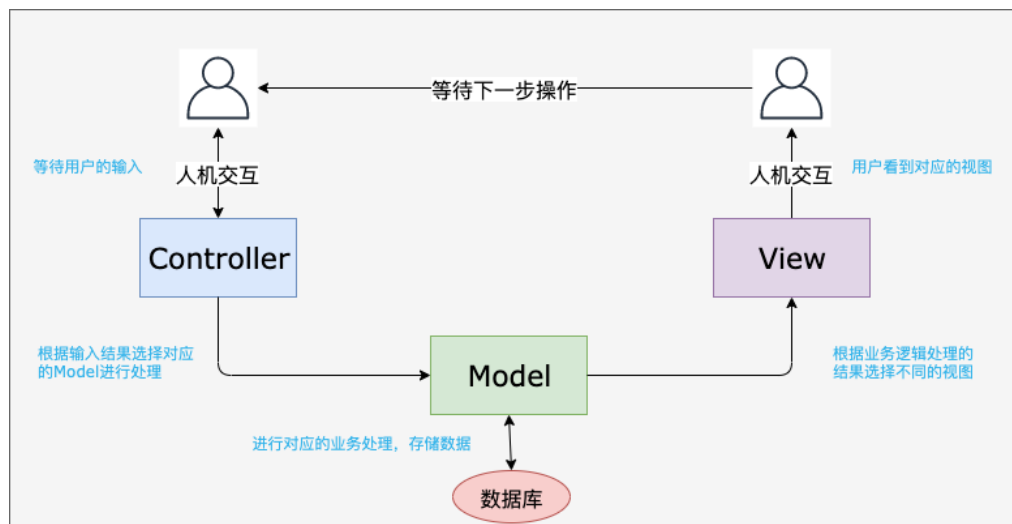 等待下一步操作
等待用户的输入
人机交互
人机交互
用户看到对应的视图
Controller
View
根据输入结果选择对应
的Model进行处理
Model
根据业务逻辑处理的
结果选择不同的视图
进行对应的业务处理，存储数据
数据库